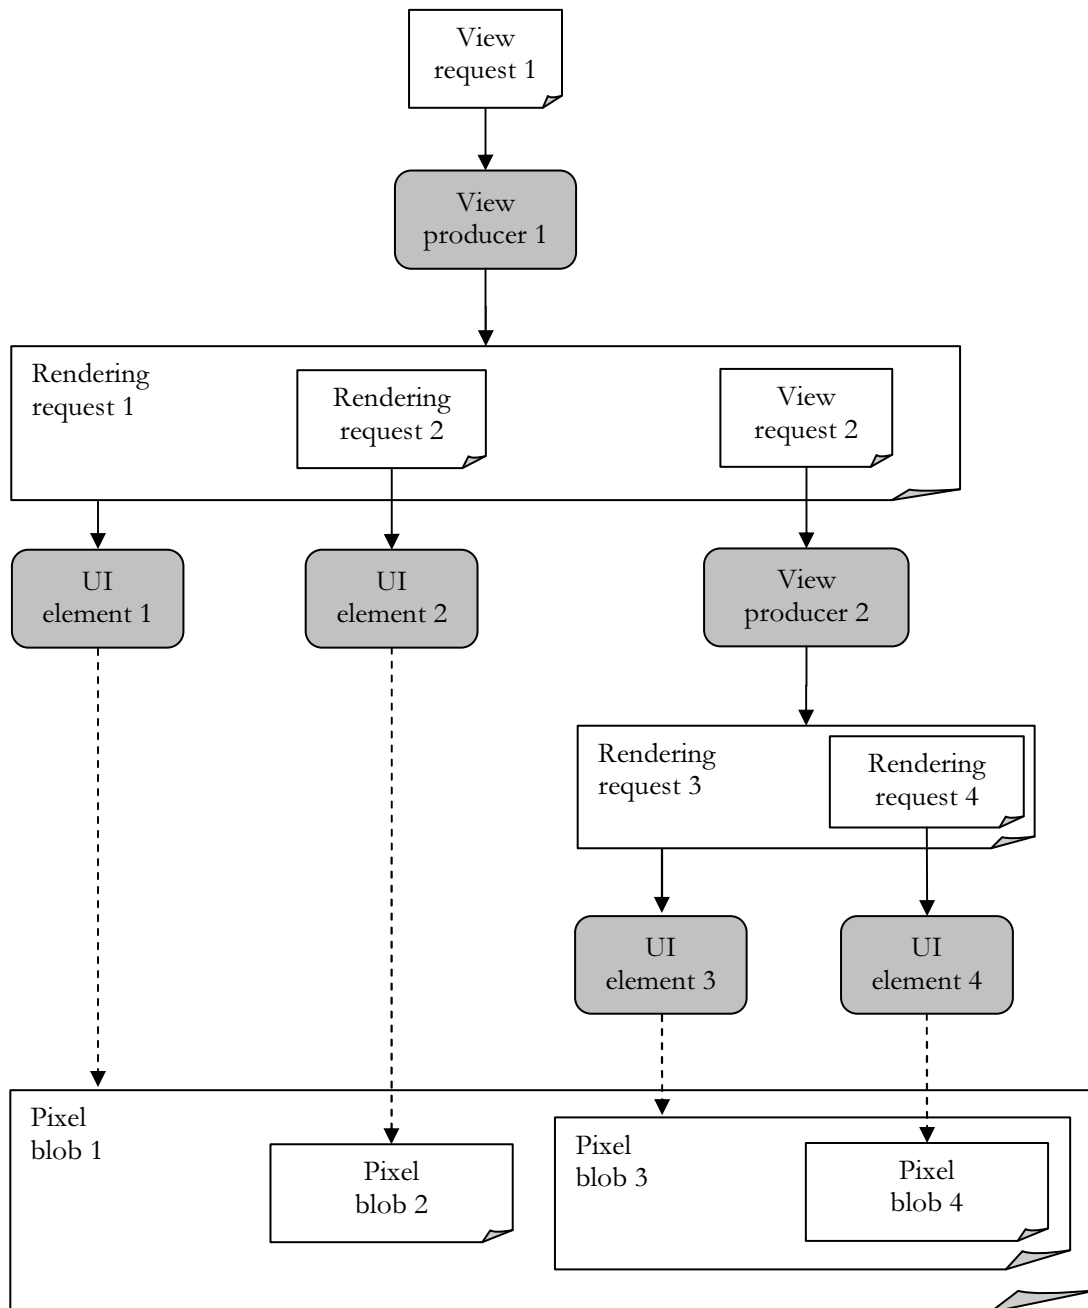 View
request 1
View
producer 1
Rendering
request 1
Rendering
request 2
View
request 2
UI
element 1
UI
element 2
View
producer 2
Rendering
request 3
Rendering
request 4
UI
element 3
UI
element 4
Pixel
blob 1
Pixel
blob 2
Pixel
blob 3
Pixel
blob 4